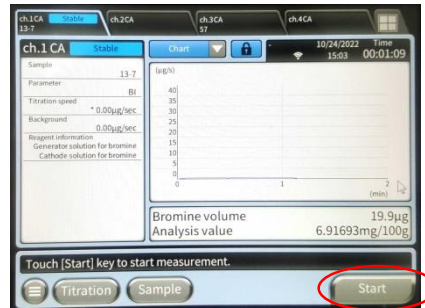 ch.1CA Stable
13-7
ch.2CA
ch.3CA
57
ch.4CA
ch.1 CA Stable
Chart
10/24/2022
15:03
Time
00:01:09
Sample
13-7
Parameter
BI
Titration speed
* 0.00µg/sec
Background
0.00µg/sec
Reagent information
Generator solution for bromine
Cathode solution for bromine
(µg/s)
40
35
30
25
20
15
10
5
0
0 1 2
(min)
Bromine volume 19.9µg
Analysis value 6.91693mg/100g
Touch [Start] key to start measurement.
Titration
Sample
Start